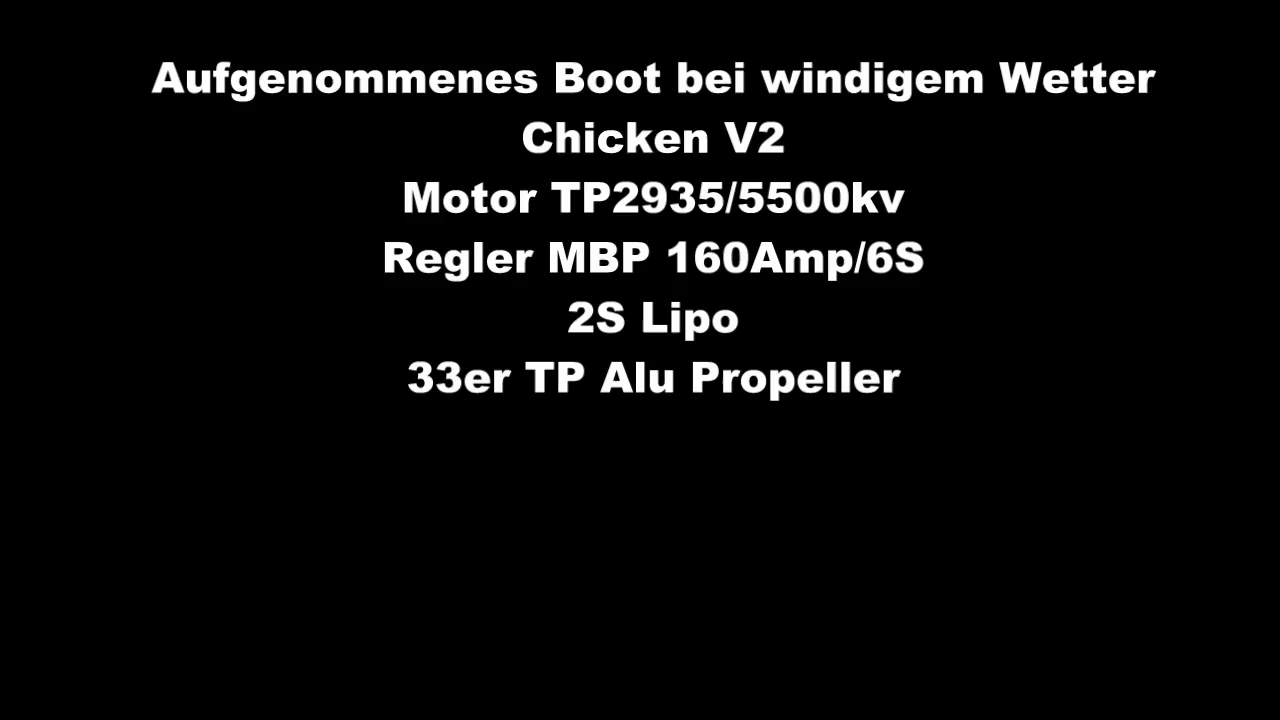 Aufgenommenes Boot bei windigem Wetter
Chicken V2
Motor TP2935/5500kv
Regler MBP 160Amp/6S
2S Lipo
33er TP Alu Propeller